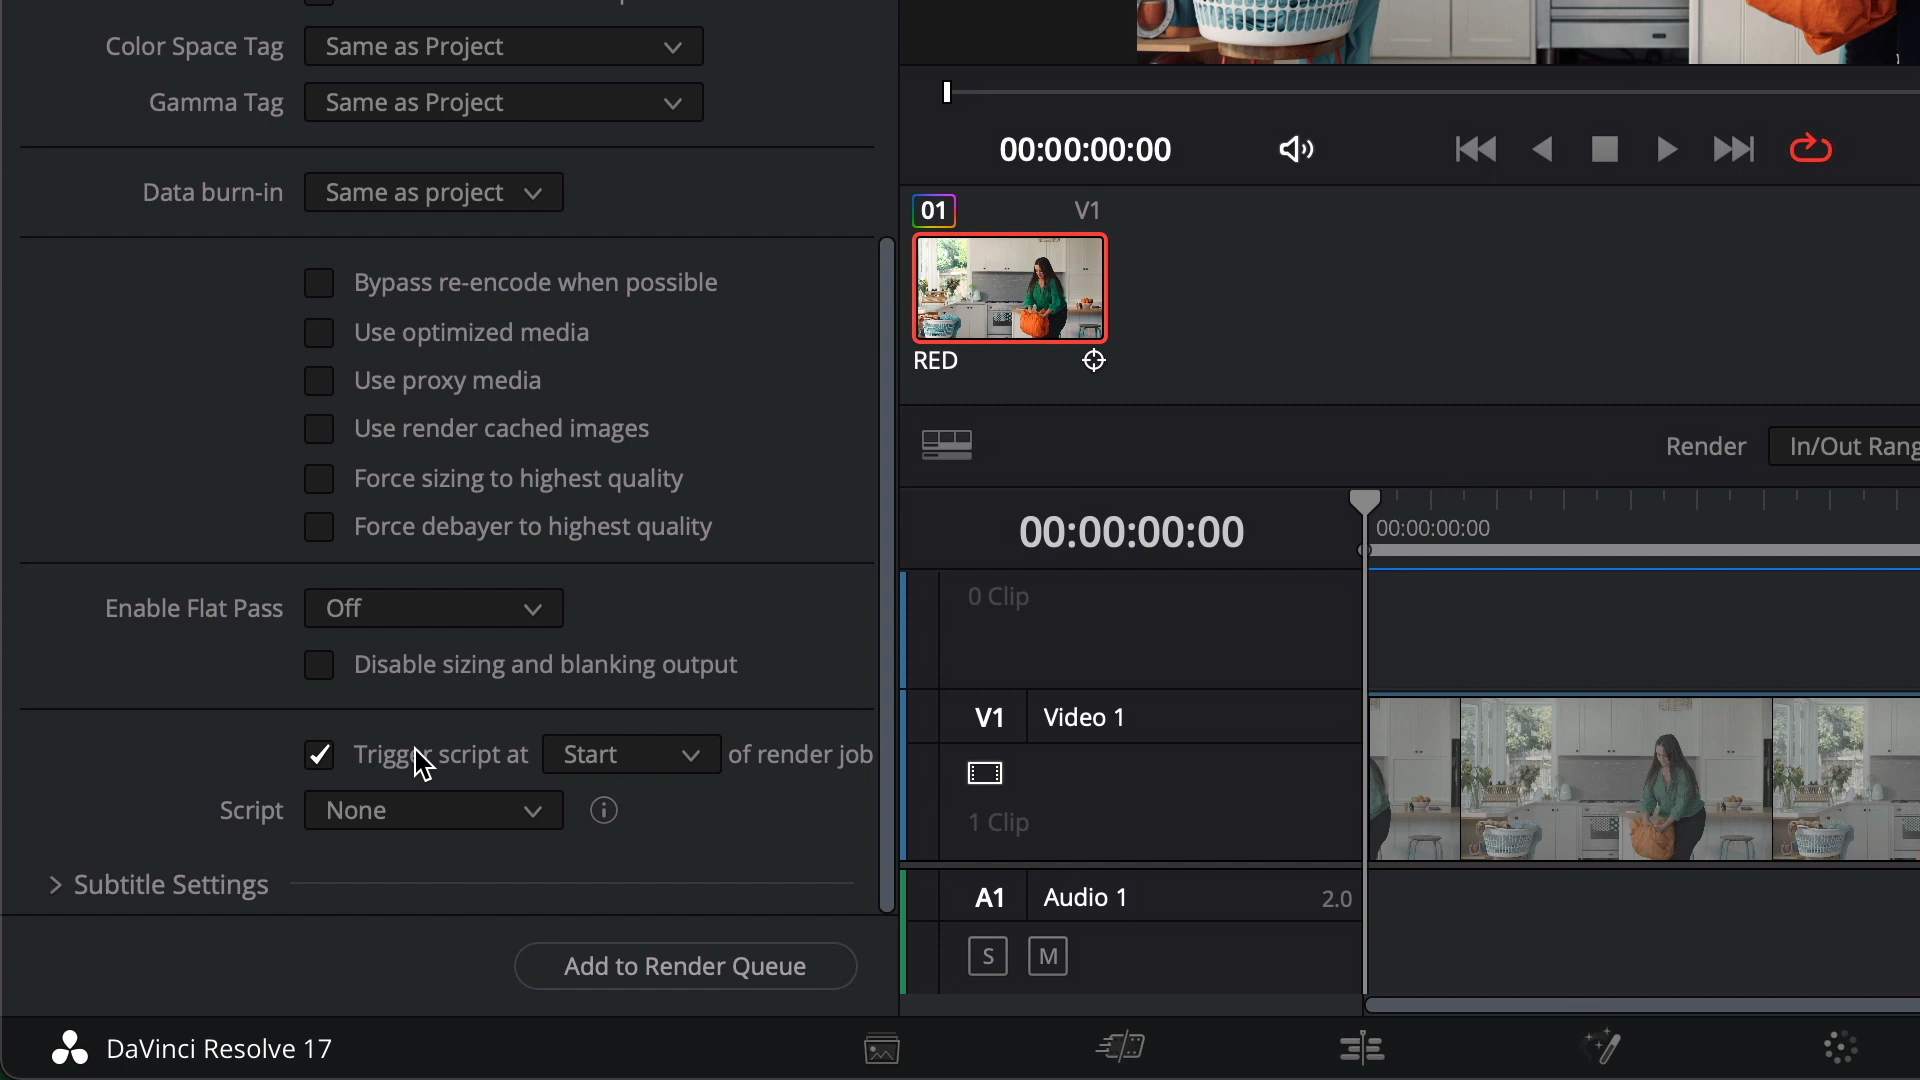 Color Space Tag Same as Project
Gamma Tag Same as Project
Data burn-in Same as project
Bypass re-encode when possible
Use optimized media
Use proxy media
Use render cached images
Force sizing to highest quality
Force debayer to highest quality
Enable Flat Pass Off
Disable sizing and blanking output
Trigger script at Start of render job
Script None
Subtitle Settings
Add to Render Queue
00:00:00:00
01 V1
RED
Render In/Out Rang
00:00:00:00 00:00:00:00
0 Clip
V1 Video 1
1 Clip
A1 Audio 1 2.0
S M
DaVinci Resolve 17